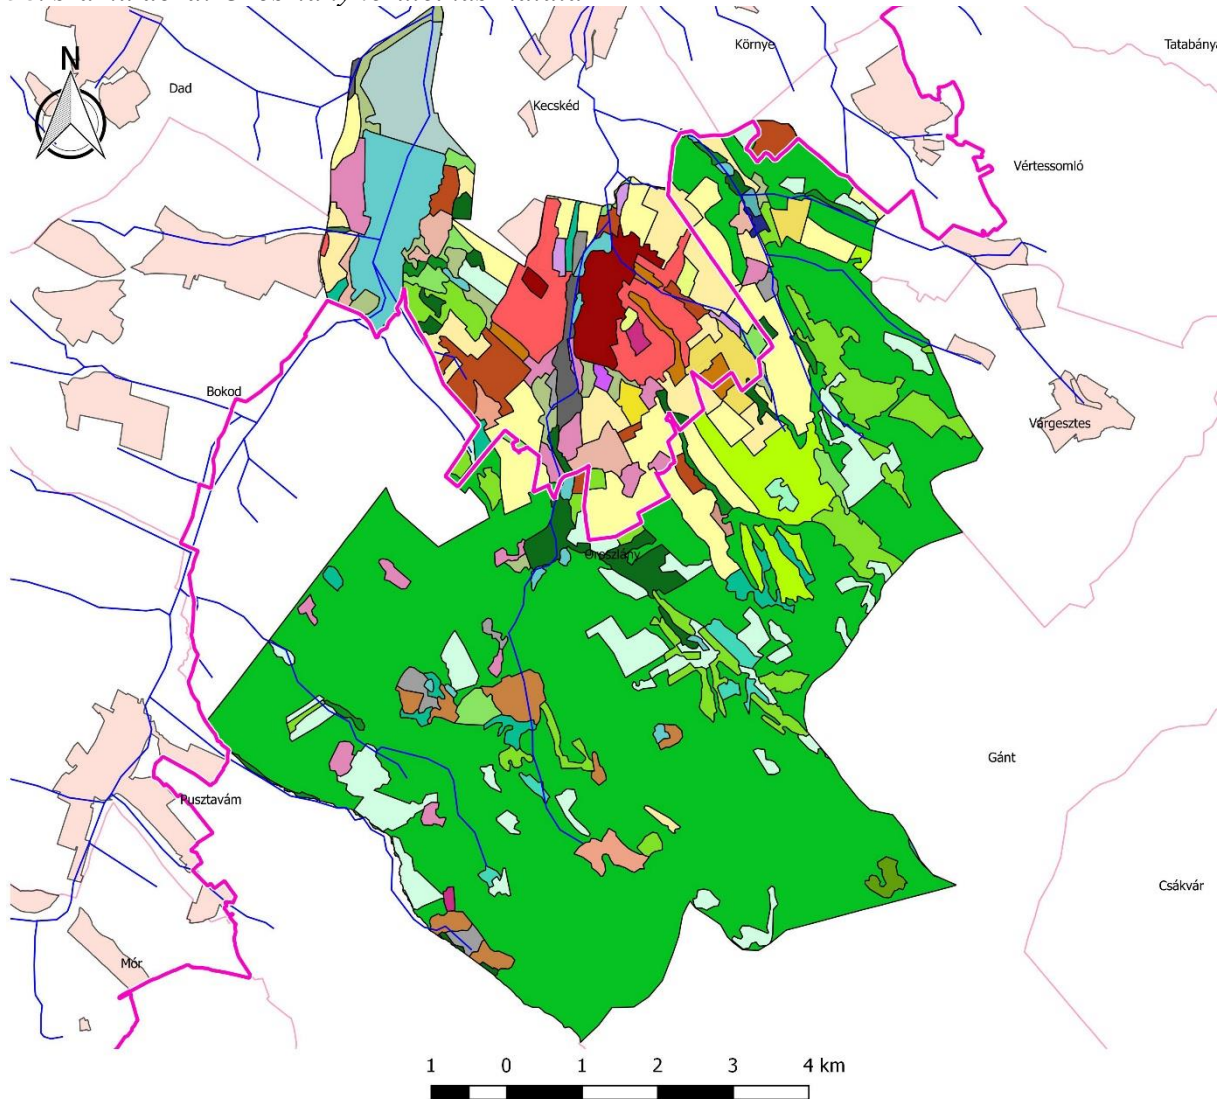 N
Környe
Tatabánya
Dad
Kecskéd
Vértessomló
Bokod
Várgesztes
Oroszlány
Gánt
Pusztavám
Csákvár
Mór
1 0 1 2 3 4 km